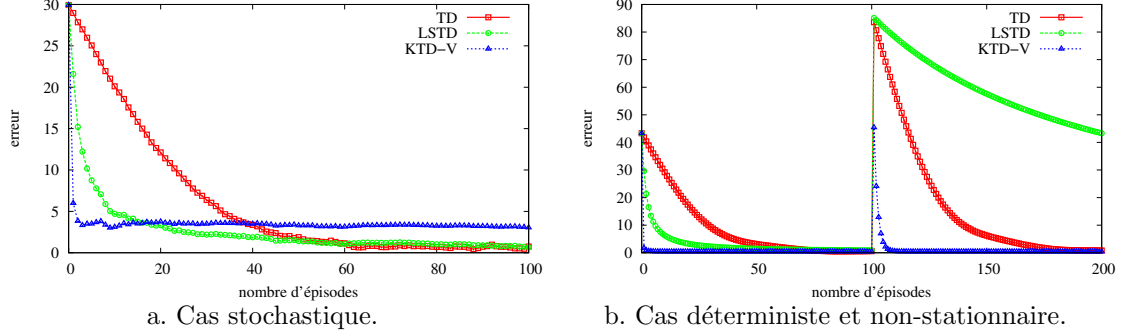 30
25
20
15
10
5
0
erreur
0
20
40
60
80
100
nombre d'épisodes
TD
LSTD
KTD−V
a. Cas stochastique.
90
80
70
60
50
40
30
20
10
0
erreur
0
50
100
150
200
nombre d'épisodes
TD
LSTD
KTD−V
b. Cas déterministe et non-stationnaire.